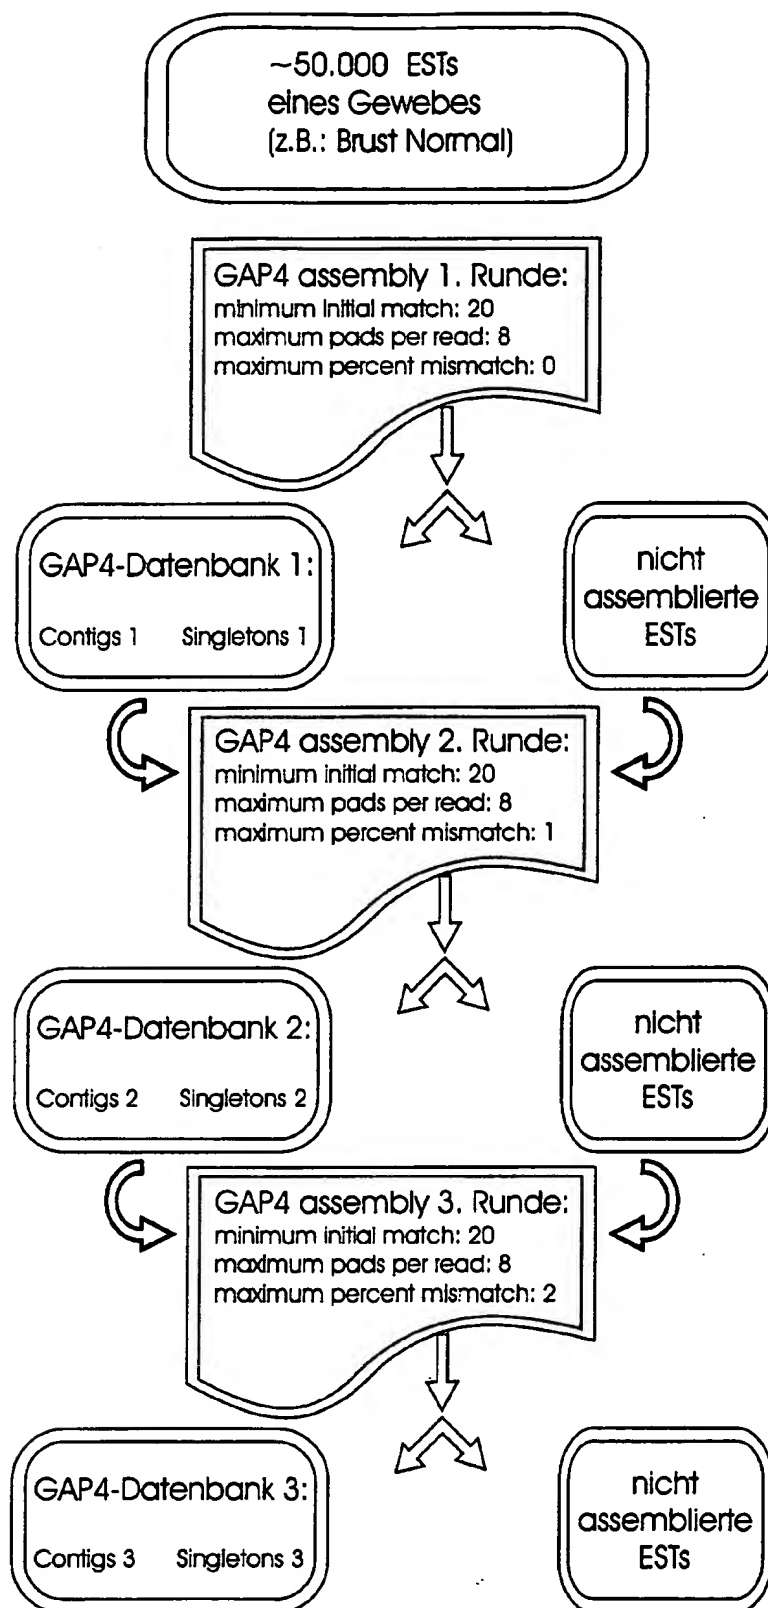 ~50.000 ESTs
eines Gewebes
(z.B.: Brust Normal)
GAP4 assembly 1. Runde:
minimum initial match: 20
maximum pads per read: 8
maximum percent mismatch: 0
GAP4-Datenbank 1:
Contigs 1 Singletons 1
nicht
assemblierte
ESTs
GAP4 assembly 2. Runde:
minimum initial match: 20
maximum pads per read: 8
maximum percent mismatch: 1
GAP4-Datenbank 2:
Contigs 2 Singletons 2
nicht
assemblierte
ESTs
GAP4 assembly 3. Runde:
minimum initial match: 20
maximum pads per read: 8
maximum percent mismatch: 2
GAP4-Datenbank 3:
Contigs 3 Singletons 3
nicht
assemblierte
ESTs